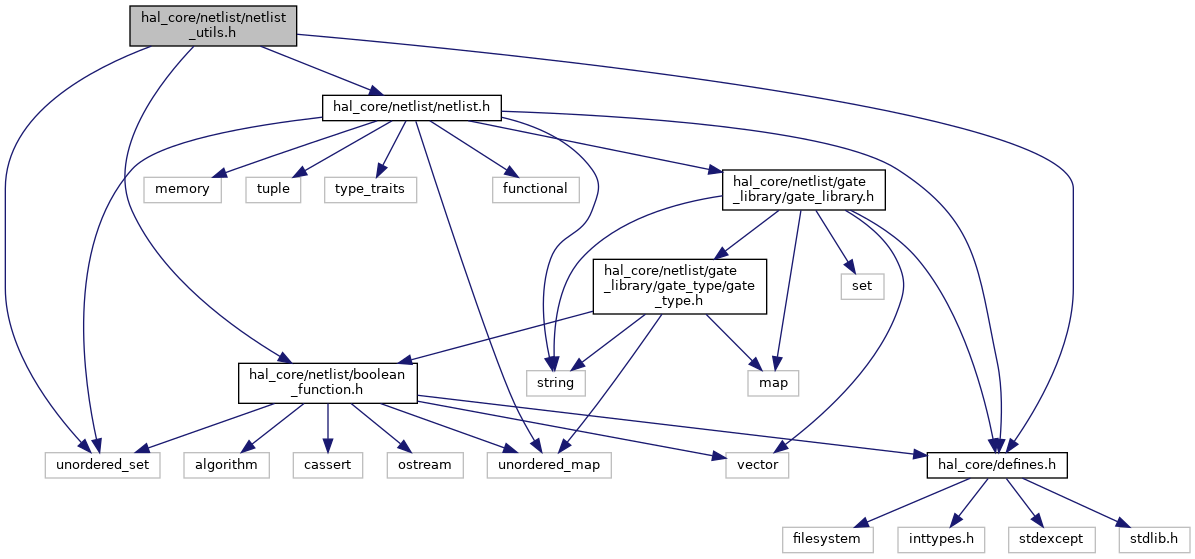 hal_core/netlist/netlist
_utils.h
hal_core/netlist/netlist.h
memory
tuple
type_traits
functional
hal_core/netlist/gate
_library/gate_library.h
hal_core/netlist/gate
_library/gate_type/gate
_type.h
set
hal_core/netlist/boolean
_function.h
string
map
unordered_set
algorithm
cassert
ostream
unordered_map
vector
hal_core/defines.h
filesystem
inttypes.h
stdexcept
stdlib.h